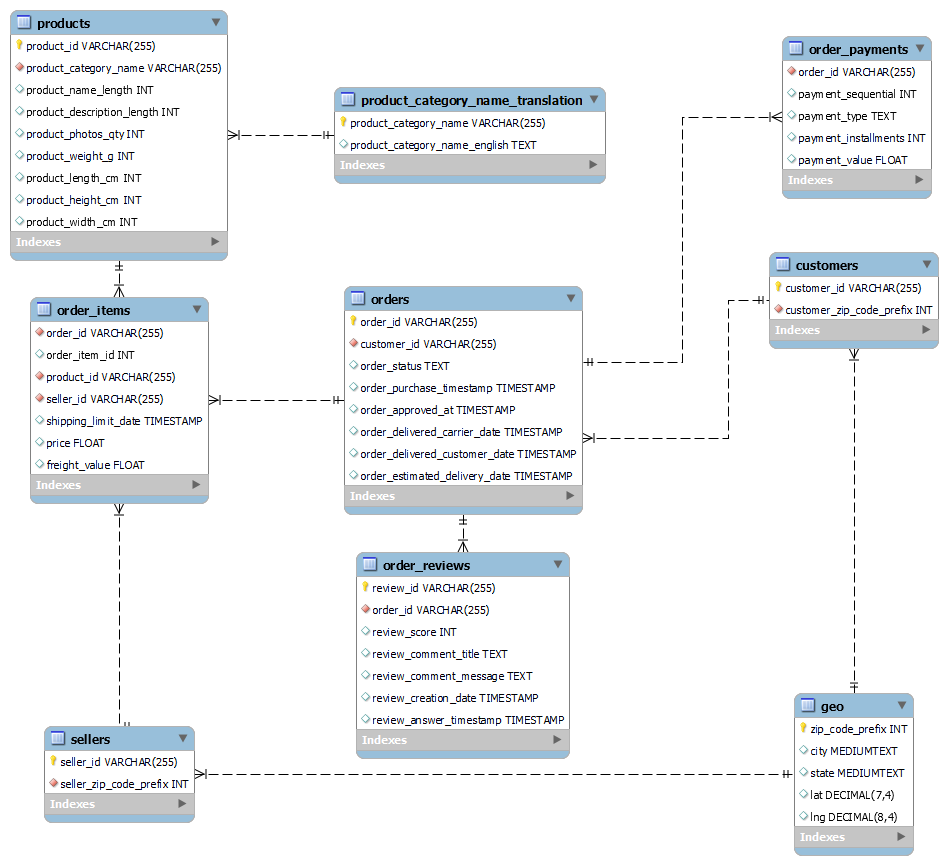 products
product_id VARCHAR(255)
product_category_name VARCHAR(255)
product_name_length INT
product_description_length INT
product_photos_qty INT
product_weight_g INT
product_length_cm INT
product_height_cm INT
product_width_cm INT
Indexes
product_category_name_translation
product_category_name VARCHAR(255)
product_category_name_english TEXT
Indexes
order_payments
order_id VARCHAR(255)
payment_sequential INT
payment_type TEXT
payment_installments INT
payment_value FLOAT
Indexes
customers
customer_id VARCHAR(255)
customer_zip_code_prefix INT
Indexes
order_items
order_id VARCHAR(255)
order_item_id INT
product_id VARCHAR(255)
seller_id VARCHAR(255)
shipping_limit_date TIMESTAMP
price FLOAT
freight_value FLOAT
Indexes
orders
order_id VARCHAR(255)
customer_id VARCHAR(255)
order_status TEXT
order_purchase_timestamp TIMESTAMP
order_approved_at TIMESTAMP
order_delivered_carrier_date TIMESTAMP
order_delivered_customer_date TIMESTAMP
order_estimated_delivery_date TIMESTAMP
Indexes
order_reviews
review_id VARCHAR(255)
order_id VARCHAR(255)
review_score INT
review_comment_title TEXT
review_comment_message TEXT
review_creation_date TIMESTAMP
review_answer_timestamp TIMESTAMP
Indexes
sellers
seller_id VARCHAR(255)
seller_zip_code_prefix INT
Indexes
geo
zip_code_prefix INT
city MEDIUMTEXT
state MEDIUMTEXT
lat DECIMAL(7,4)
lng DECIMAL(8,4)
Indexes